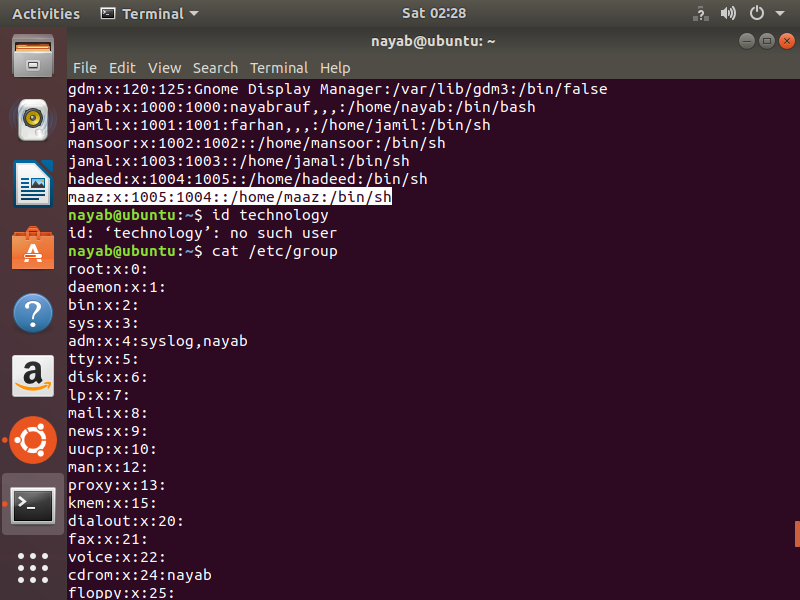 Activities Terminal Sat 02:28
nayab@ubuntu: ~
File Edit View Search Terminal Help
gdm:x:120:125:Gnome Display Manager:/var/lib/gdm3:/bin/false
nayab:x:1000:1000:nayabrauf,,,:/home/nayab:/bin/bash
jamil:x:1001:1001:farhan,,,:/home/jamil:/bin/sh
mansoor:x:1002:1002::/home/mansoor:/bin/sh
jamal:x:1003:1003::/home/jamal:/bin/sh
hadeed:x:1004:1005::/home/hadeed:/bin/sh
maaz:x:1005:1004::/home/maaz:/bin/sh
nayab@ubuntu:~$ id technology
id: ‘technology’: no such user
nayab@ubuntu:~$ cat /etc/group
root:x:0:
daemon:x:1:
bin:x:2:
sys:x:3:
adm:x:4:syslog,nayab
tty:x:5:
disk:x:6:
lp:x:7:
mail:x:8:
news:x:9:
uucp:x:10:
man:x:12:
proxy:x:13:
kmem:x:15:
dialout:x:20:
fax:x:21:
voice:x:22:
cdrom:x:24:nayab
floppy:x:25: